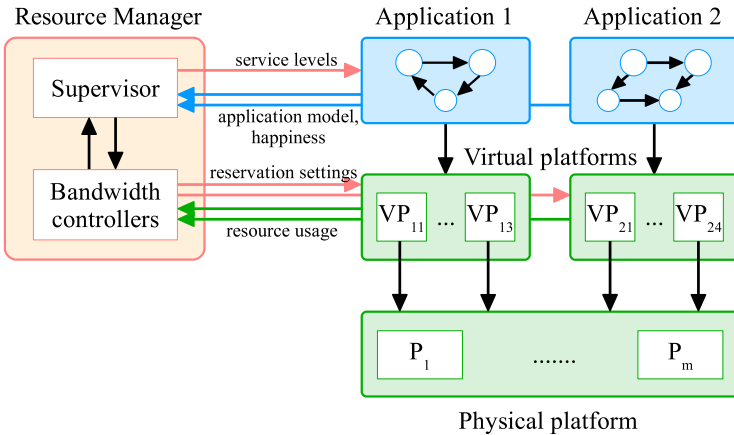 Resource Manager
Application 1
Application 2
service levels
Supervisor
application model,
happiness
Virtual platforms
reservation settings
Bandwidth
controllers
VP11
...
VP13
VP21
...
VP24
resource usage
P1
.......
Pm
Physical platform